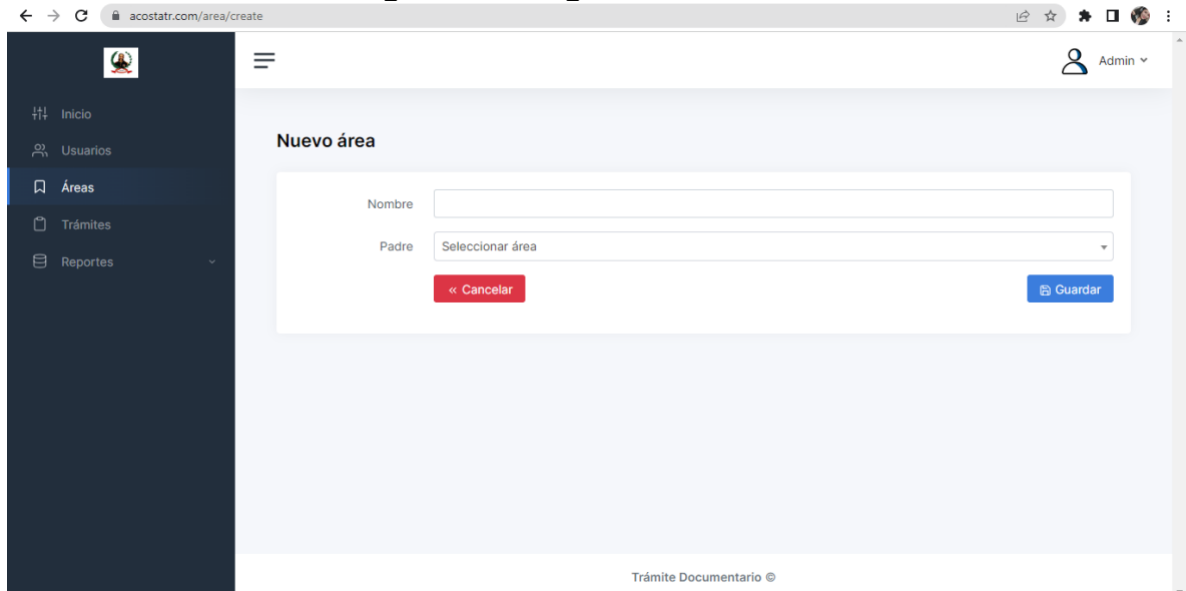 acostatr.com/area/create
Admin
Inicio
Usuarios
Áreas
Trámites
Reportes
Nuevo área
Nombre
Padre
Seleccionar área
« Cancelar
Guardar
Trámite Documentario ©